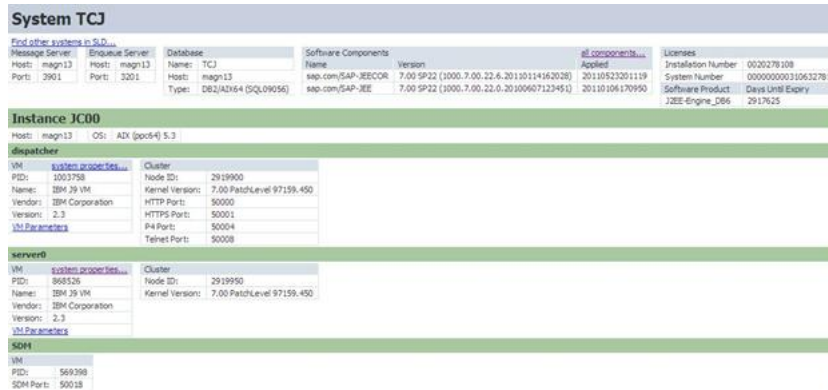 System TCJ
Find other systems in SLD...
Message Server Enqueue Server Database Software Components all components... Licenses
Host: magn13 Host: magn13 Name: TCJ Name Version Applied Installation Number 0020278108
Port: 3901 Port: 3201 Host: magn13 sap.com/SAP-JEECOR 7.00 SP22 (1000.7.00.22.6.20110114162028) 20110523201119 System Number
Type: DB2/AIX64 (SQL09056) sap.com/SAP-JEE 7.00 SP22 (1000.7.00.22.0.20100607123451) 20110106170950 Software Product Days Until Expiry
J2EE-Engine_DB6 2917625
Instance JC00
Host: magn13 OS: AIX (ppc64) 5.3
dispatcher
VM system properties... Cluster
PID: 1003758 Node ID: 2919900
Name: IBM J9 VM Kernel Version: 7.00 PatchLevel 97159.450
Vendor: IBM Corporation HTTP Port: 50000
Version: 2.3 HTTPS Port: 50001
VM Parameters P4 Port: 50004
Telnet Port: 50008
server0
VM system properties... Cluster
PID: 868526 Node ID: 2919950
Name: IBM J9 VM Kernel Version: 7.00 PatchLevel 97159.450
Vendor: IBM Corporation
Version: 2.3
VM Parameters
SDM
VM
PID: 569398
SDM Port: 50018